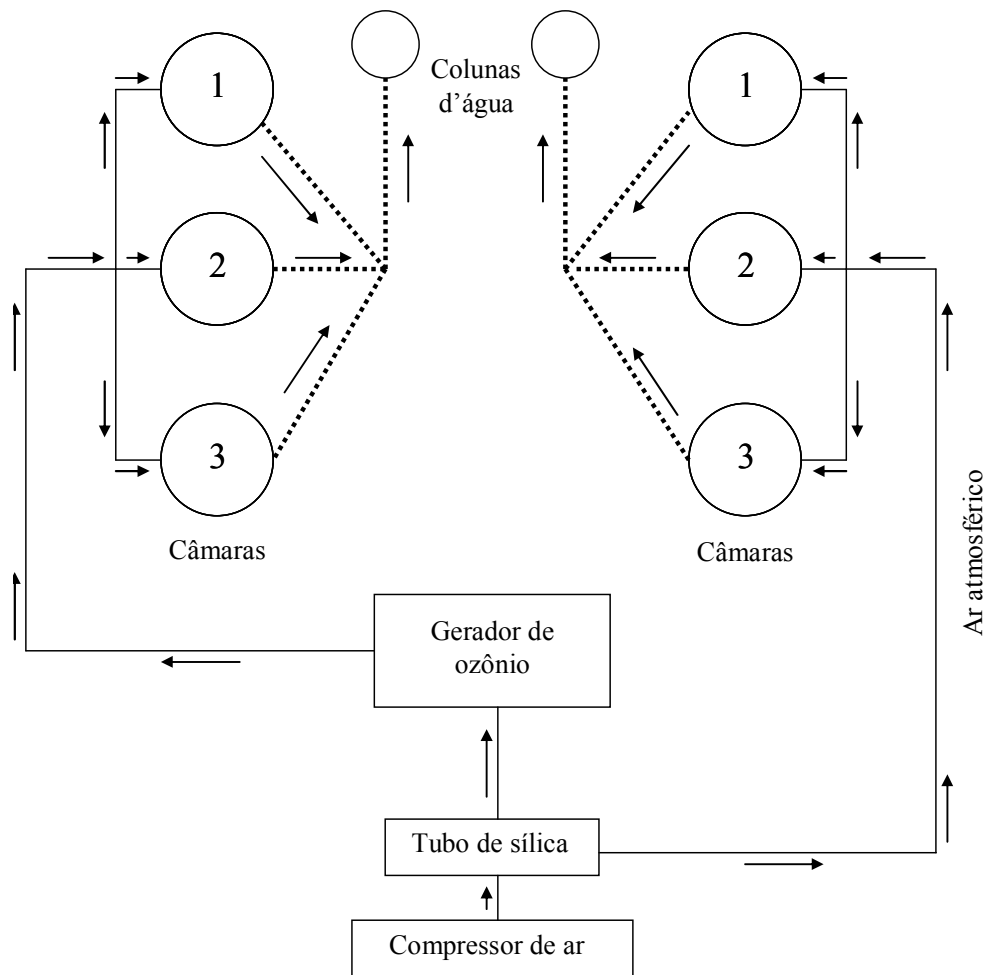 1
Colunas
d’água
1
2
2
3
3
Câmaras
Câmaras
Ar atmosférico
Gerador de
ozônio
Tubo de sílica
Compressor de ar